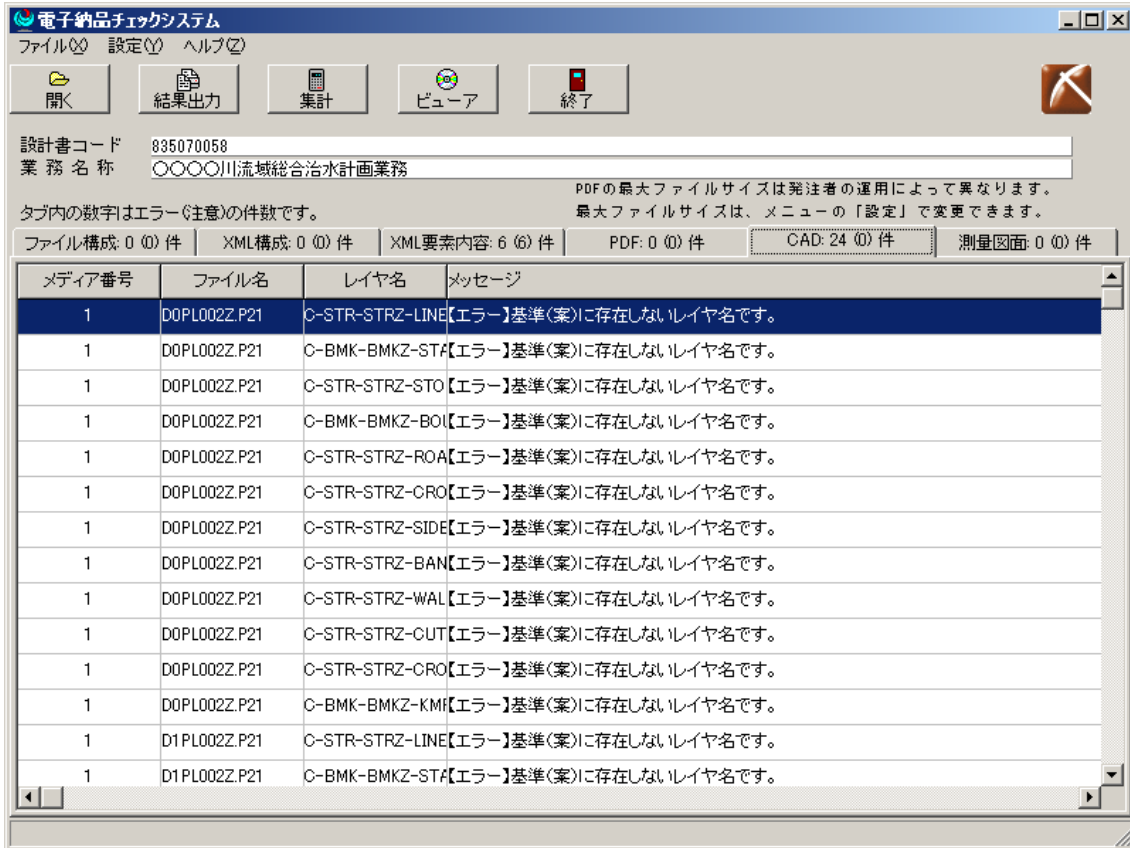 電子納品チェックシステム
ファイル(X) 設定(Y) ヘルプ(Z)
開く 結果出力 集計 ビューア 終了
設計書コード 835070058
業務名称 〇〇〇〇川流域総合治水計画業務
PDFの最大ファイルサイズは発注者の運用によって異なります。
タブ内の数字はエラー(注意)の件数です。 最大ファイルサイズは、メニューの「設定」で変更できます。
ファイル構成: 0 (0) 件 XML構成: 0 (0) 件 XML要素内容: 6 (6) 件 PDF: 0 (0) 件 CAD: 24 (0) 件 測量図面: 0 (0) 件
メディア番号 ファイル名 レイヤ名 メッセージ
1 D0PL002Z.P21 C-STR-STRZ-LINE 【エラー】基準(案)に存在しないレイヤ名です。
1 D0PL002Z.P21 C-BMK-BMKZ-STA 【エラー】基準(案)に存在しないレイヤ名です。
1 D0PL002Z.P21 C-STR-STRZ-STO 【エラー】基準(案)に存在しないレイヤ名です。
1 D0PL002Z.P21 C-BMK-BMKZ-BOU 【エラー】基準(案)に存在しないレイヤ名です。
1 D0PL002Z.P21 C-STR-STRZ-ROA 【エラー】基準(案)に存在しないレイヤ名です。
1 D0PL002Z.P21 C-STR-STRZ-CRO 【エラー】基準(案)に存在しないレイヤ名です。
1 D0PL002Z.P21 C-STR-STRZ-SIDE 【エラー】基準(案)に存在しないレイヤ名です。
1 D0PL002Z.P21 C-STR-STRZ-BAN 【エラー】基準(案)に存在しないレイヤ名です。
1 D0PL002Z.P21 C-STR-STRZ-WAL 【エラー】基準(案)に存在しないレイヤ名です。
1 D0PL002Z.P21 C-STR-STRZ-CUT 【エラー】基準(案)に存在しないレイヤ名です。
1 D0PL002Z.P21 C-STR-STRZ-CRO 【エラー】基準(案)に存在しないレイヤ名です。
1 D0PL002Z.P21 C-BMK-BMKZ-KMP 【エラー】基準(案)に存在しないレイヤ名です。
1 D1PL002Z.P21 C-STR-STRZ-LINE 【エラー】基準(案)に存在しないレイヤ名です。
1 D1PL002Z.P21 C-BMK-BMKZ-STA 【エラー】基準(案)に存在しないレイヤ名です。